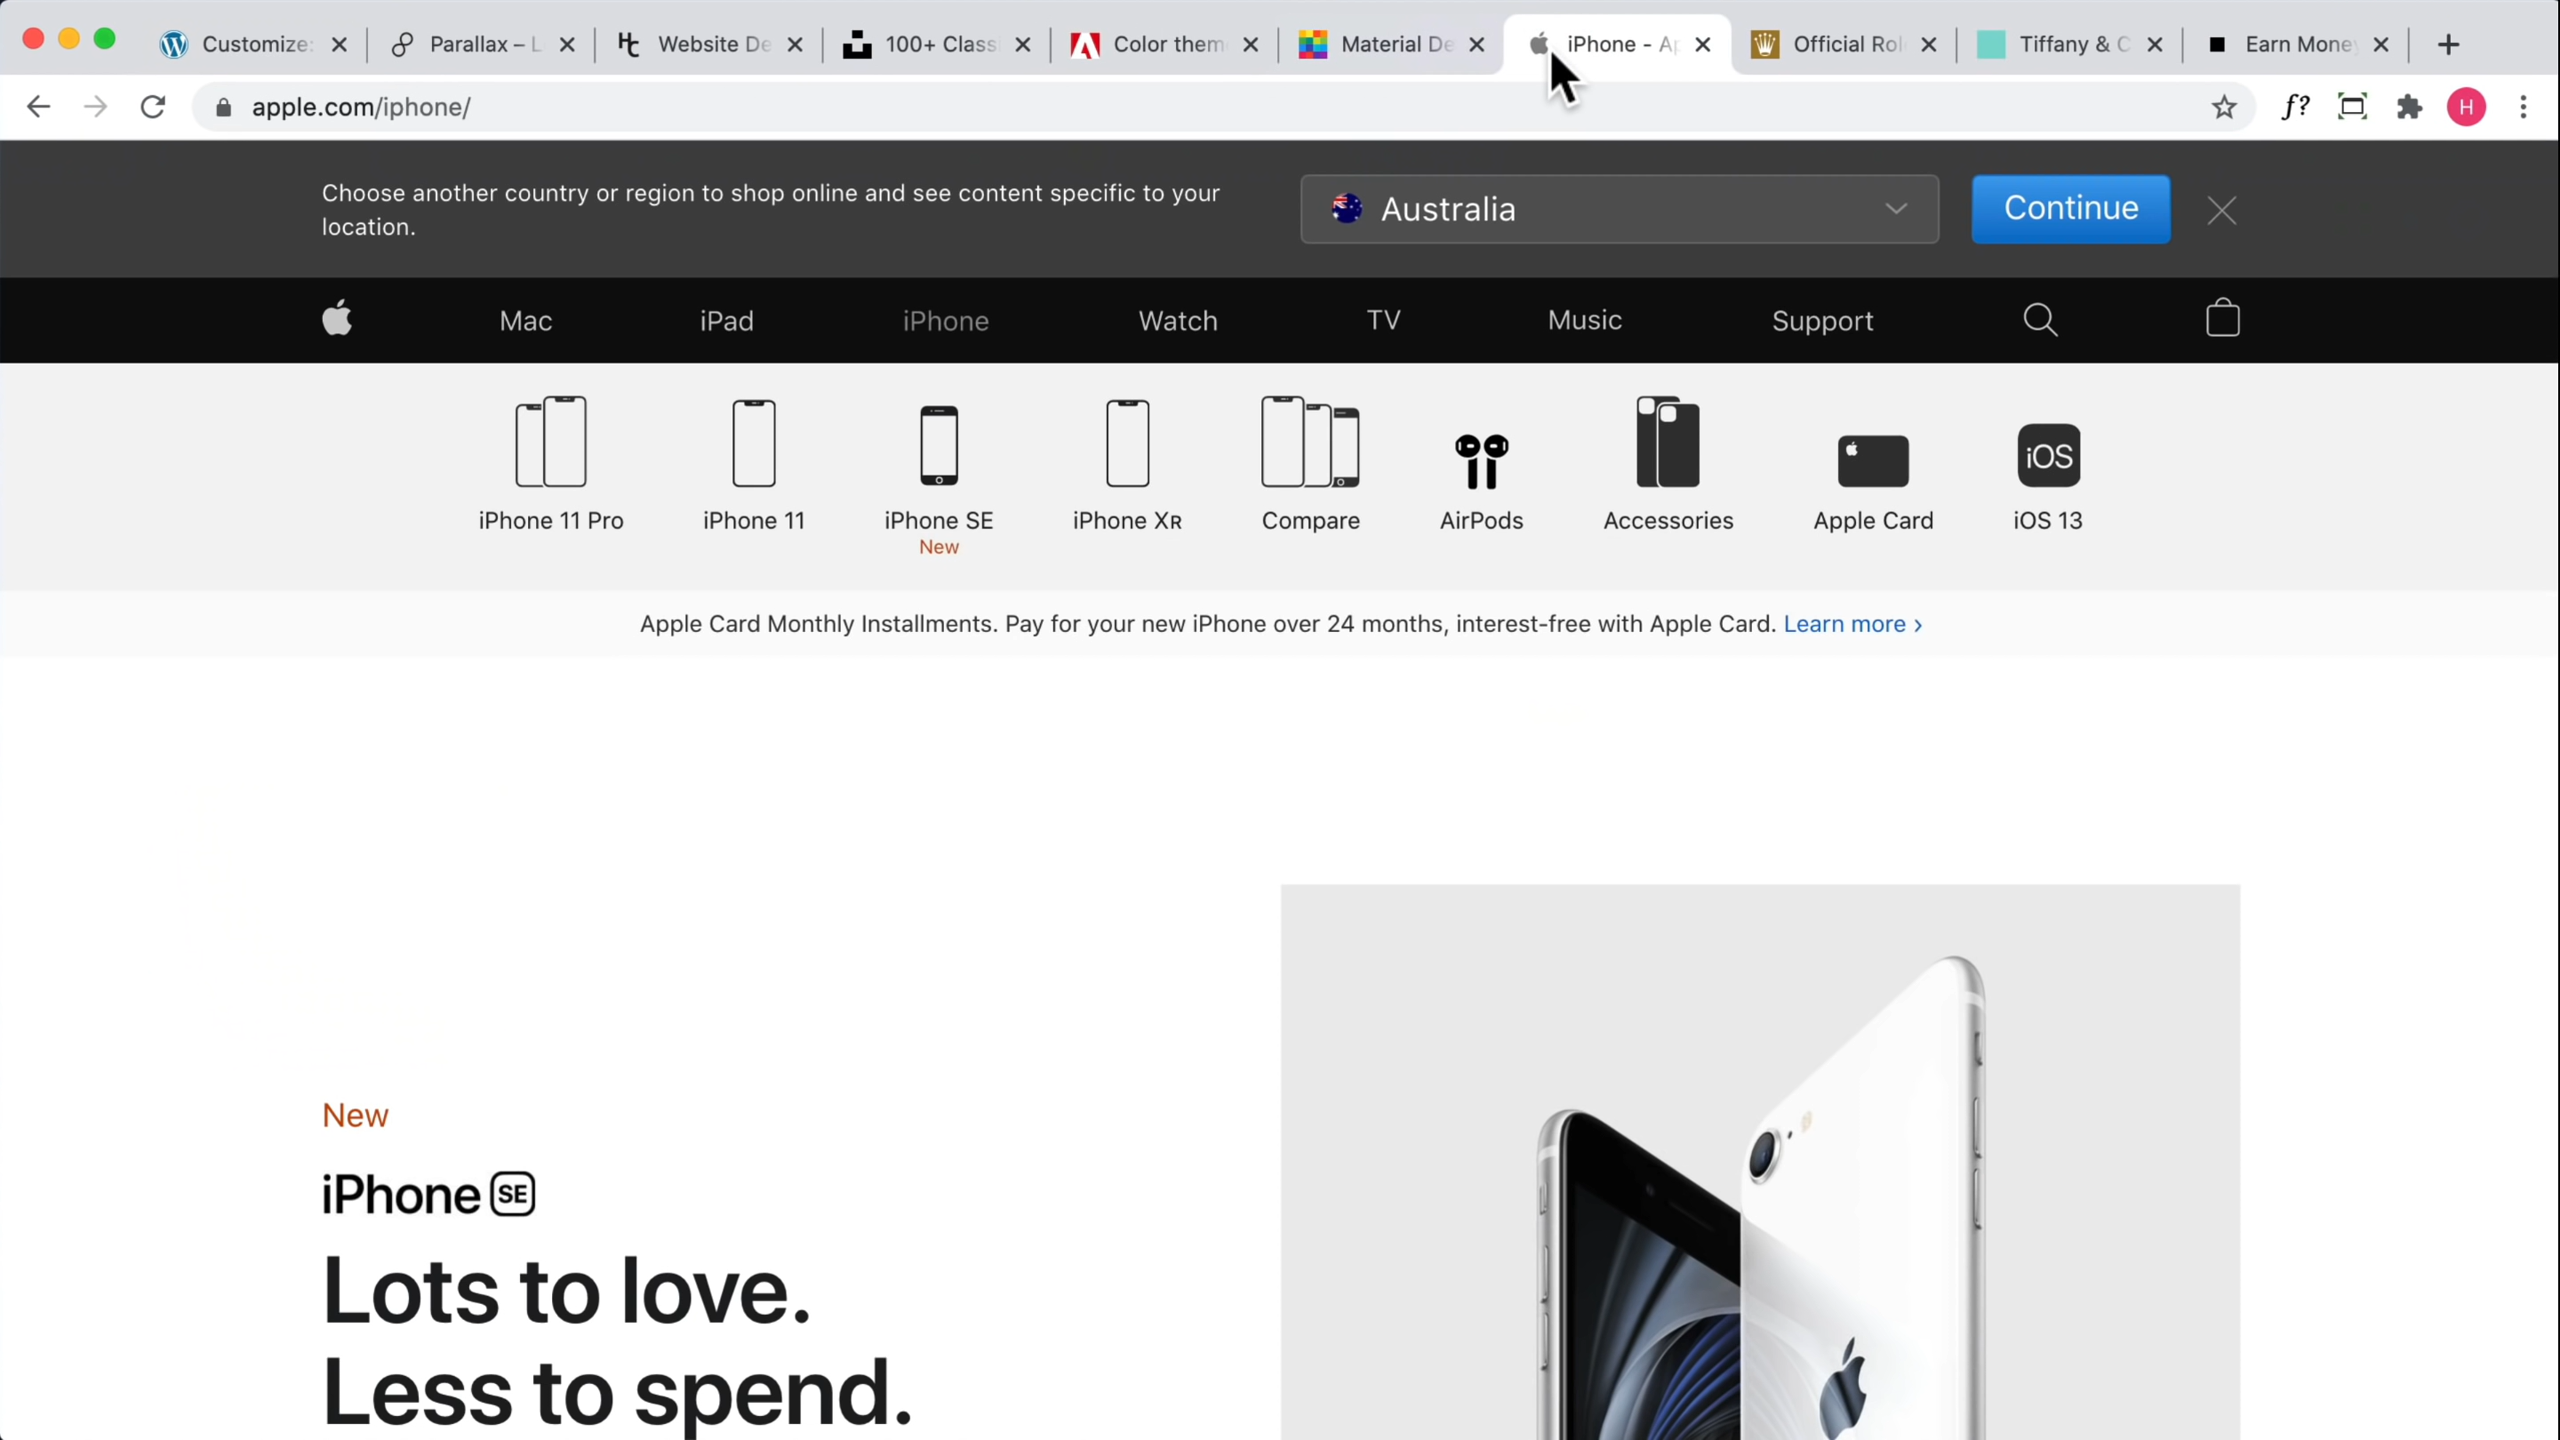 Customize:
Parallax – L
Website De
100+ Class
Color them
Material De
iPhone - Ap
Official Rol
Tiffany & C
Earn Money
apple.com/iphone/
f?
H
Choose another country or region to shop online and see content specific to your
location.
Australia
Continue
Mac
iPad
iPhone
Watch
TV
Music
Support
iOS
iPhone 11 Pro
iPhone 11
iPhone SE
New
iPhone XR
Compare
AirPods
Accessories
Apple Card
iOS 13
Apple Card Monthly Installments. Pay for your new iPhone over 24 months, interest-free with Apple Card. Learn more ›
New
iPhone SE
Lots to love.
Less to spend.